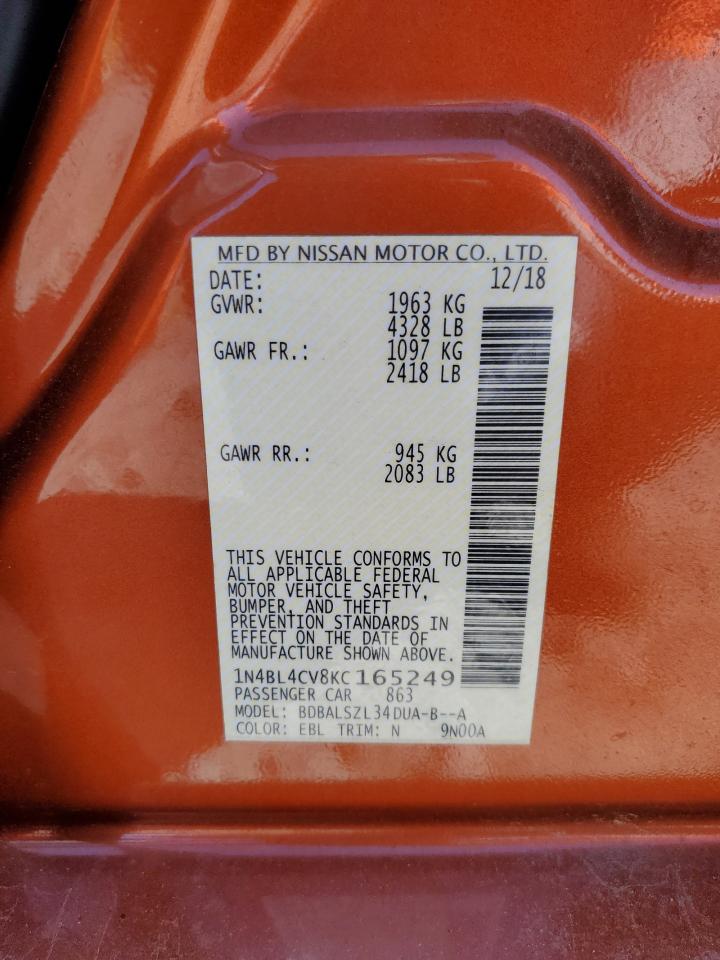 MFD BY NISSAN MOTOR CO., LTD.
DATE: 12/18
GVWR: 1963 KG
4328 LB
GAWR FR.: 1097 KG
2418 LB
GAWR RR.: 945 KG
2083 LB
THIS VEHICLE CONFORMS TO
ALL APPLICABLE FEDERAL
MOTOR VEHICLE SAFETY,
BUMPER, AND THEFT
PREVENTION STANDARDS IN
EFFECT ON THE DATE OF
MANUFACTURE SHOWN ABOVE.
1N4BL4CV8KC165249
PASSENGER CAR 863
MODEL: BDBALSZL34DUA-B--A
COLOR: EBL TRIM: N 9N00A